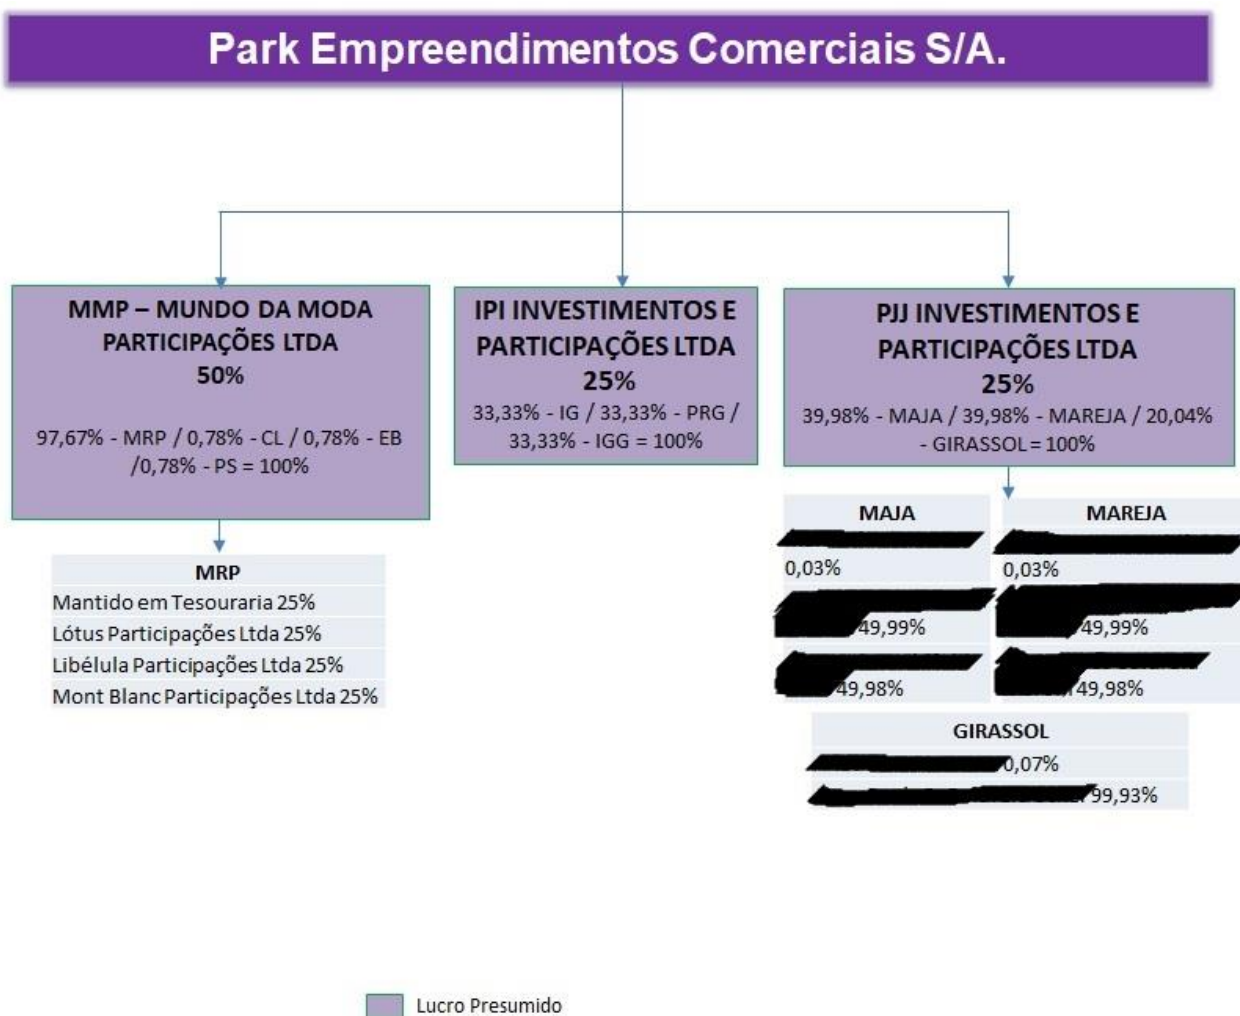 Park Empreendimentos Comerciais S/A.
MMP – MUNDO DA MODA
PARTICIPAÇÕES LTDA
50%
97,67% - MRP / 0,78% - CL / 0,78% - EB
/0,78% - PS = 100%
IPI INVESTIMENTOS E
PARTICIPAÇÕES LTDA
25%
33,33% - IG / 33,33% - PRG /
33,33% - IGG = 100%
PJJ INVESTIMENTOS E
PARTICIPAÇÕES LTDA
25%
39,98% - MAJA / 39,98% - MAREJA / 20,04%
- GIRASSOL = 100%
MRP
Mantido em Tesouraria 25%
Lótus Participações Ltda 25%
Libélula Participações Ltda 25%
Mont Blanc Participações Ltda 25%
MAJA
0,03%
49,99%
49,98%
MAREJA
0,03%
49,99%
49,98%
GIRASSOL
0,07%
99,93%
Lucro Presumido